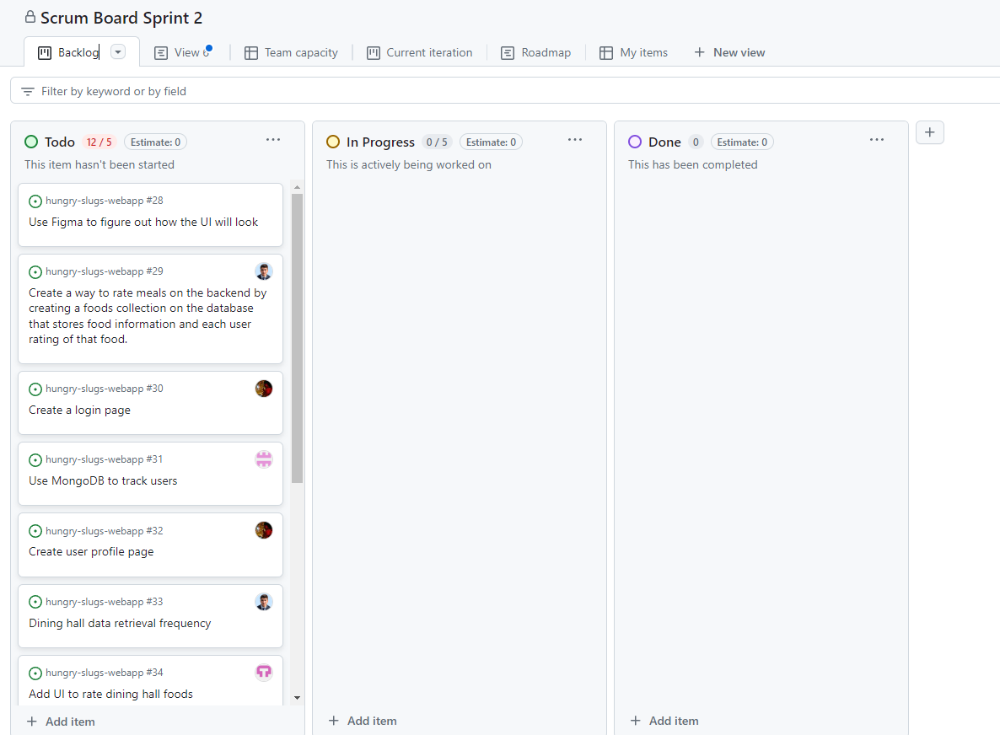 Scrum Board Sprint 2
Backlog
View 6
Team capacity
Current iteration
Roadmap
My items
New view
Filter by keyword or by field
Todo 12 / 5 Estimate: 0
This item hasn't been started
hungry-slugs-webapp #28
Use Figma to figure out how the UI will look
hungry-slugs-webapp #29
Create a way to rate meals on the backend by
creating a foods collection on the database
that stores food information and each user
rating of that food.
hungry-slugs-webapp #30
Create a login page
hungry-slugs-webapp #31
Use MongoDB to track users
hungry-slugs-webapp #32
Create user profile page
hungry-slugs-webapp #33
Dining hall data retrieval frequency
hungry-slugs-webapp #34
Add UI to rate dining hall foods
Add item
In Progress 0 / 5 Estimate: 0
This is actively being worked on
Add item
Done 0 Estimate: 0
This has been completed
Add item